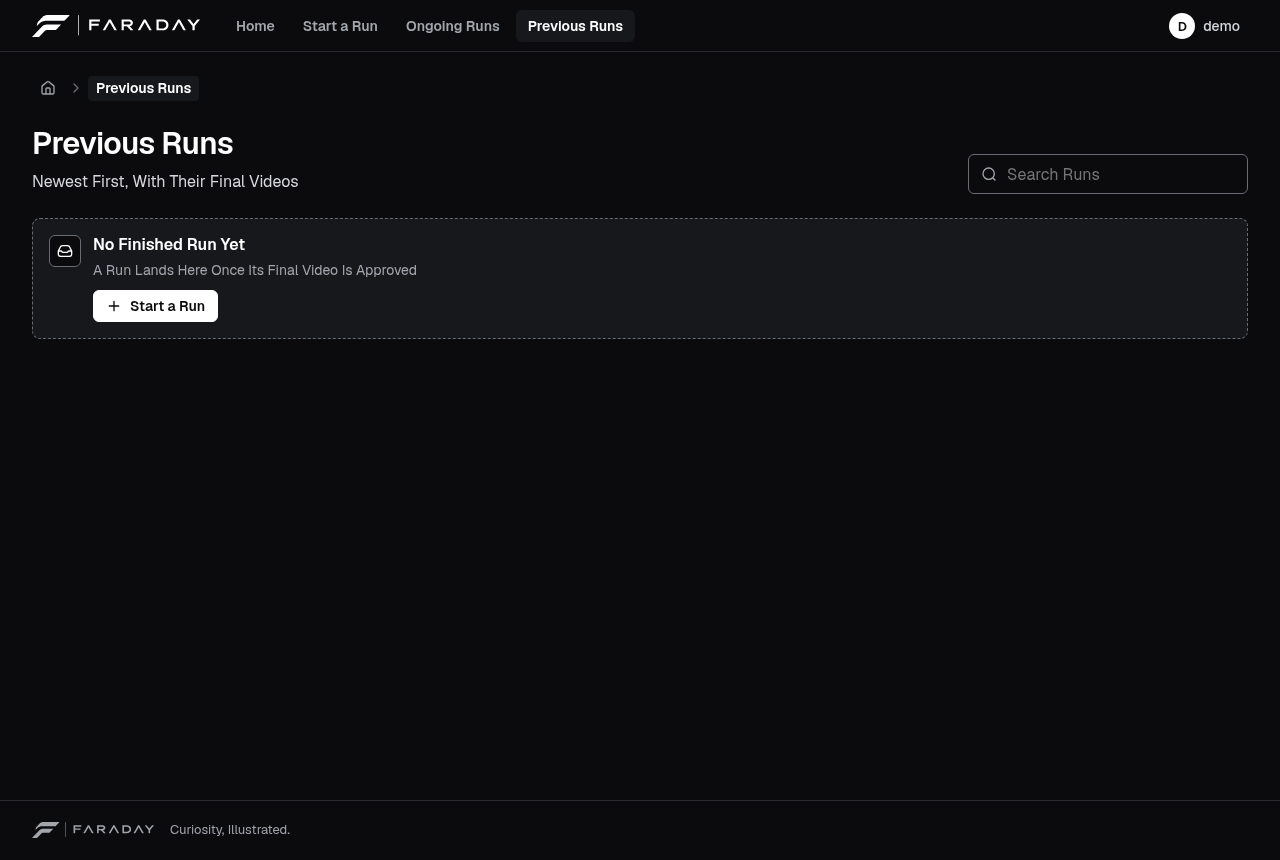 FARADAY Home Start a Run Ongoing Runs Previous Runs D demo
Previous Runs
Previous Runs
Newest First, With Their Final Videos
Search Runs
No Finished Run Yet
A Run Lands Here Once Its Final Video Is Approved
Start a Run
FARADAY Curiosity, Illustrated.